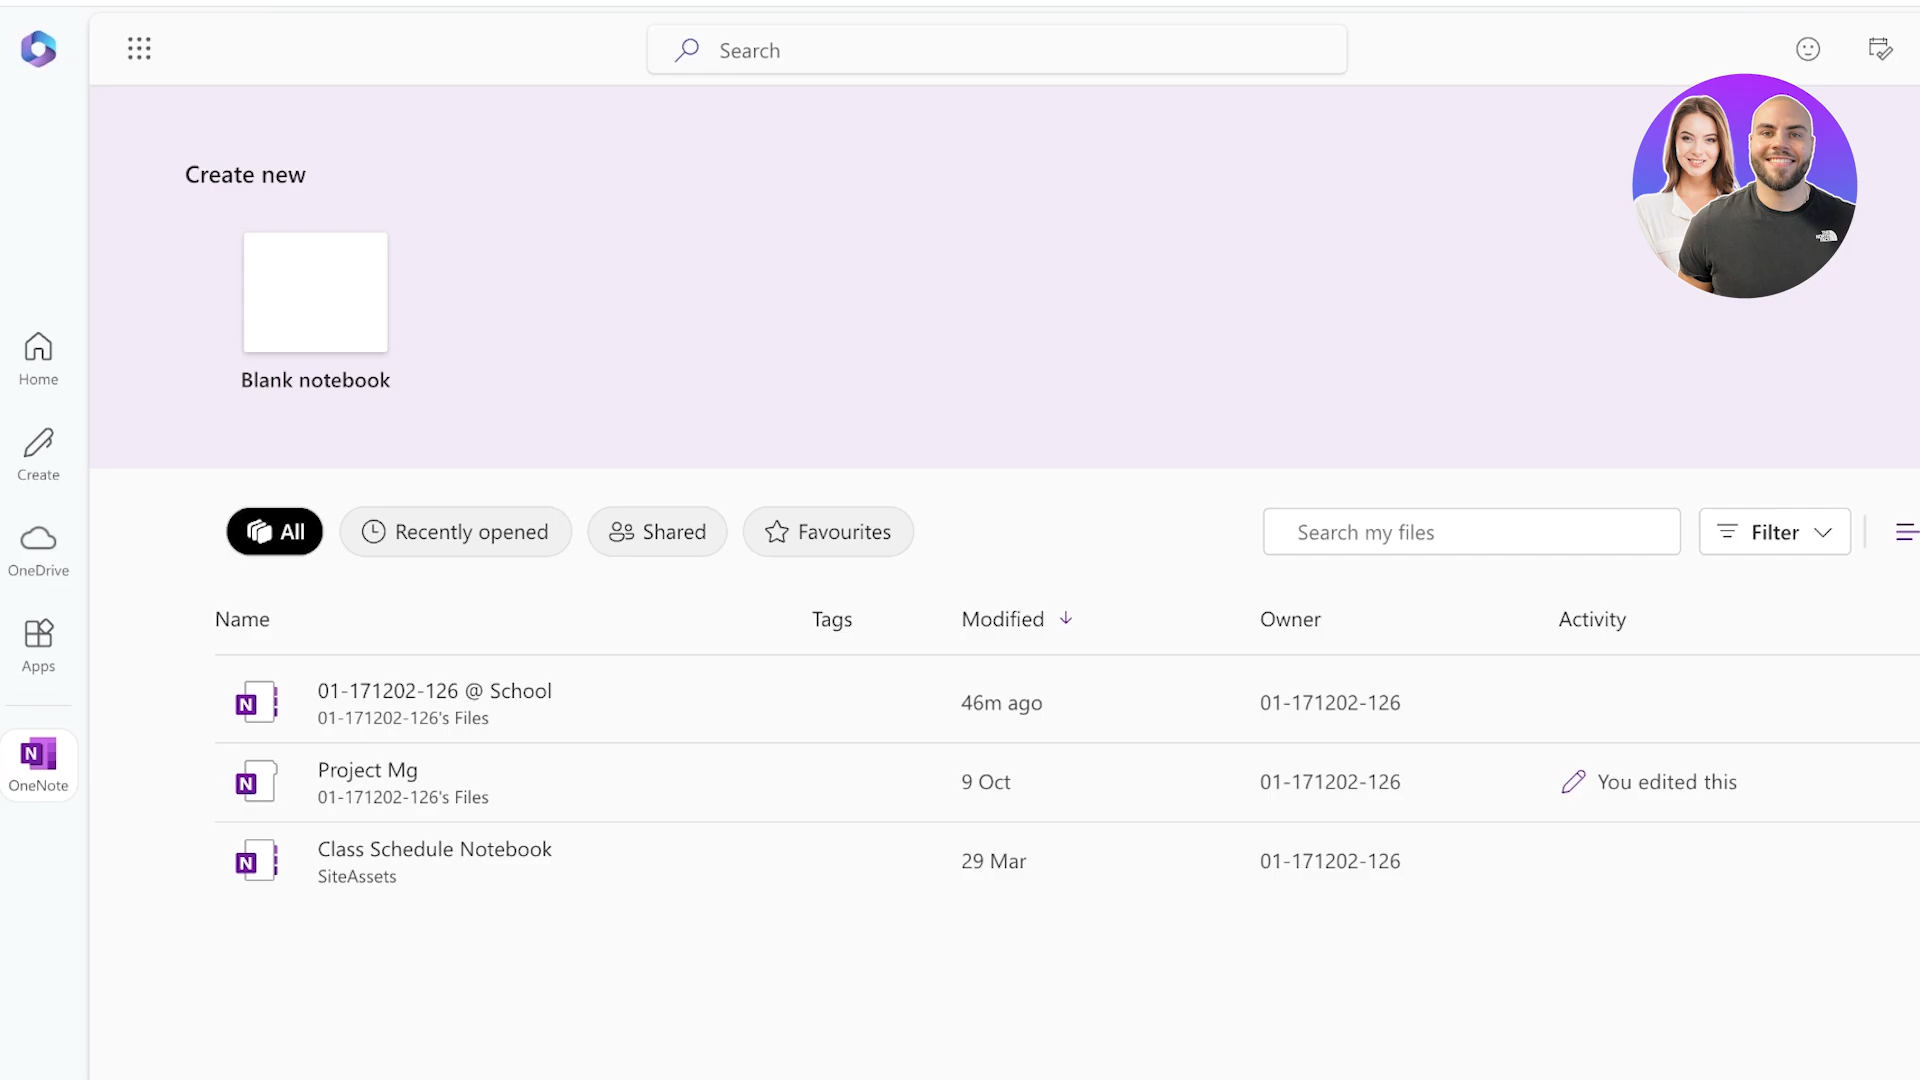 Search
Create new
Blank notebook
Home
Create
OneDrive
Apps
N
OneNote
All
Recently opened
Shared
Favourites
Search my files
Filter
Name
Tags
Modified
Owner
Activity
N
01-171202-126 @ School
01-171202-126's Files
46m ago
01-171202-126
N
Project Mg
01-171202-126's Files
9 Oct
01-171202-126
You edited this
N
Class Schedule Notebook
SiteAssets
29 Mar
01-171202-126